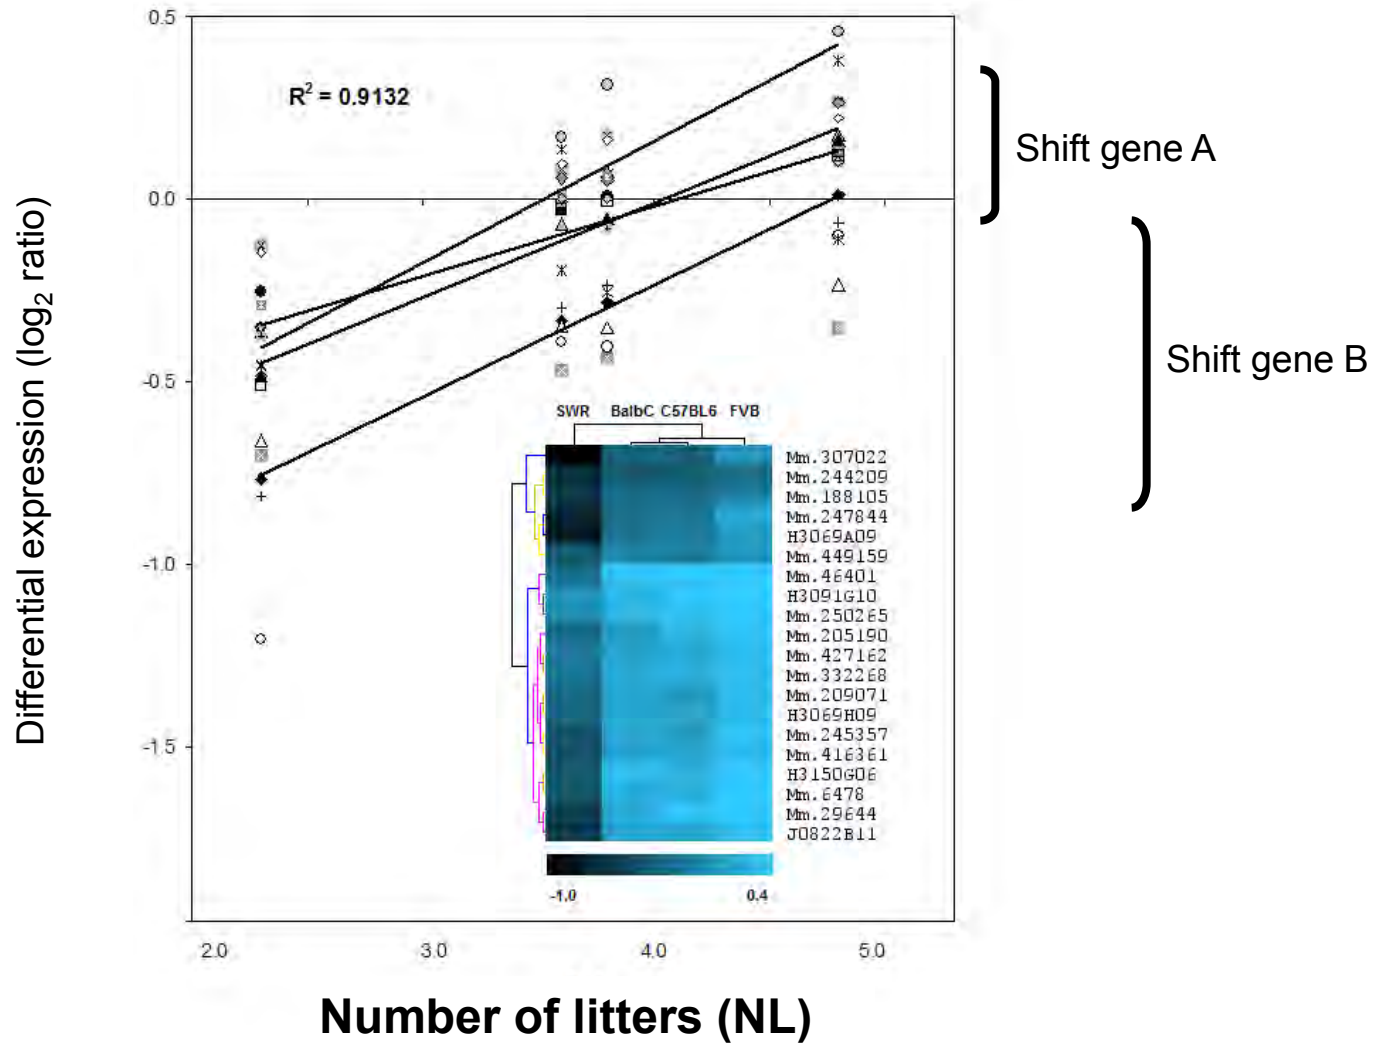 0.5
R² = 0.9132
Shift gene A
0.0
Shift gene B
-0.5
-1.0
-1.5
Differential expression (log₂ ratio)
SWR BalbC C57BL6 FVB
Mm.307022
Mm.244209
Mm.188105
Mm.247844
H3069A09
Mm.449159
Mm.46401
H3091G10
Mm.250265
Mm.205190
Mm.427162
Mm.332268
Mm.209071
H3069H09
Mm.245357
Mm.416361
H3150G06
Mm.6478
Mm.29644
J0822B11
-1.0 0.4
2.0 3.0 4.0 5.0
Number of litters (NL)